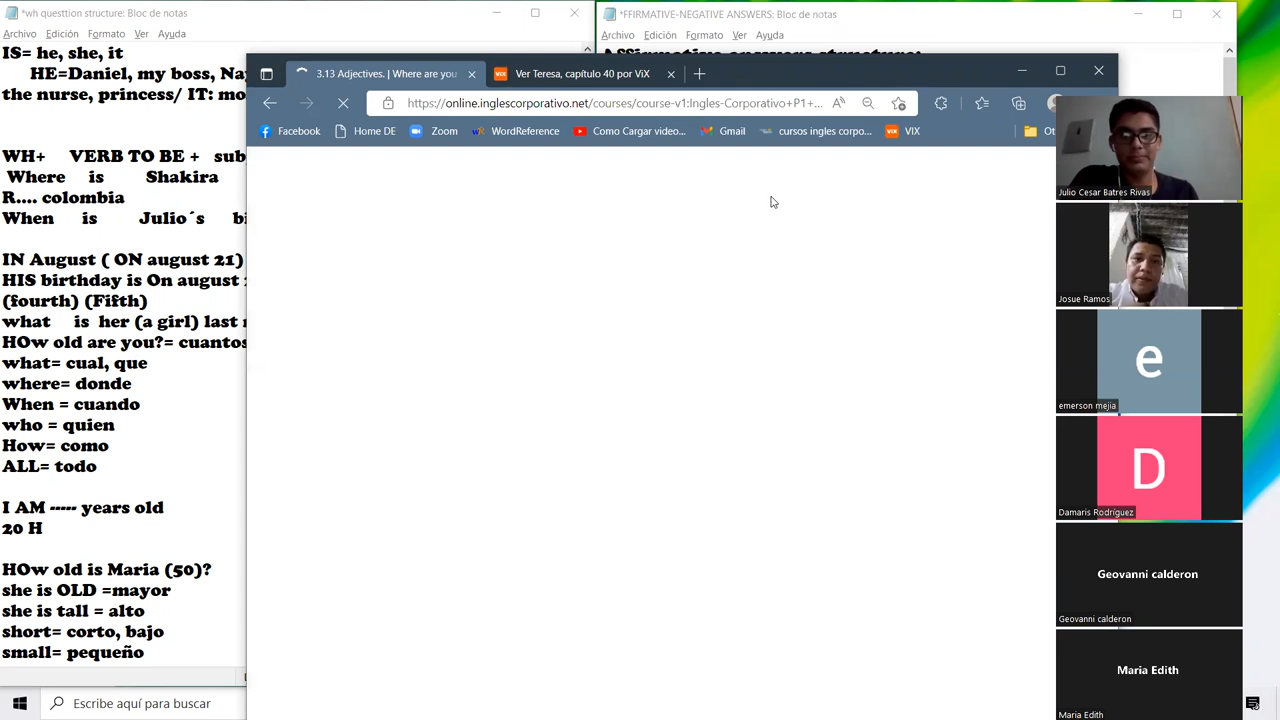 *wh questtion structure: Bloc de notas
Archivo Edición Formato Ver Ayuda
IS= he, she, it
HE=Daniel, my boss, Na
the nurse, princess/ IT: mo
WH+ VERB TO BE + sub
Where is Shakira
R.... colombia
When is Julio´s bi
IN August ( ON august 21)
HIS birthday is On august
(fourth) (Fifth)
what is her (a girl) last
HOw old are you?= cuantos
what= cual, que
where= donde
When = cuando
who = quien
How= como
ALL= todo
I AM ----- years old
20 H
HOw old is Maria (50)?
she is OLD =mayor
she is tall = alto
short= corto, bajo
small= pequeño
Escribe aquí para buscar
*FFIRMATIVE-NEGATIVE ANSWERS: Bloc de notas
Archivo Edición Formato Ver Ayuda
Affirmative answers structure:
3.13 Adjectives. | Where are you
Ver Teresa, capítulo 40 por ViX
https://online.inglescorporativo.net/courses/course-v1:Ingles-Corporativo+P1+...
Facebook Home DE Zoom WordReference Como Cargar video... Gmail cursos ingles corpo... VIX Ot
Julio Cesar Batres Rivas
Josue Ramos
e
emerson mejia
D
Damaris Rodríguez
Geovanni calderon
Geovanni calderon
Maria Edith
Maria Edith